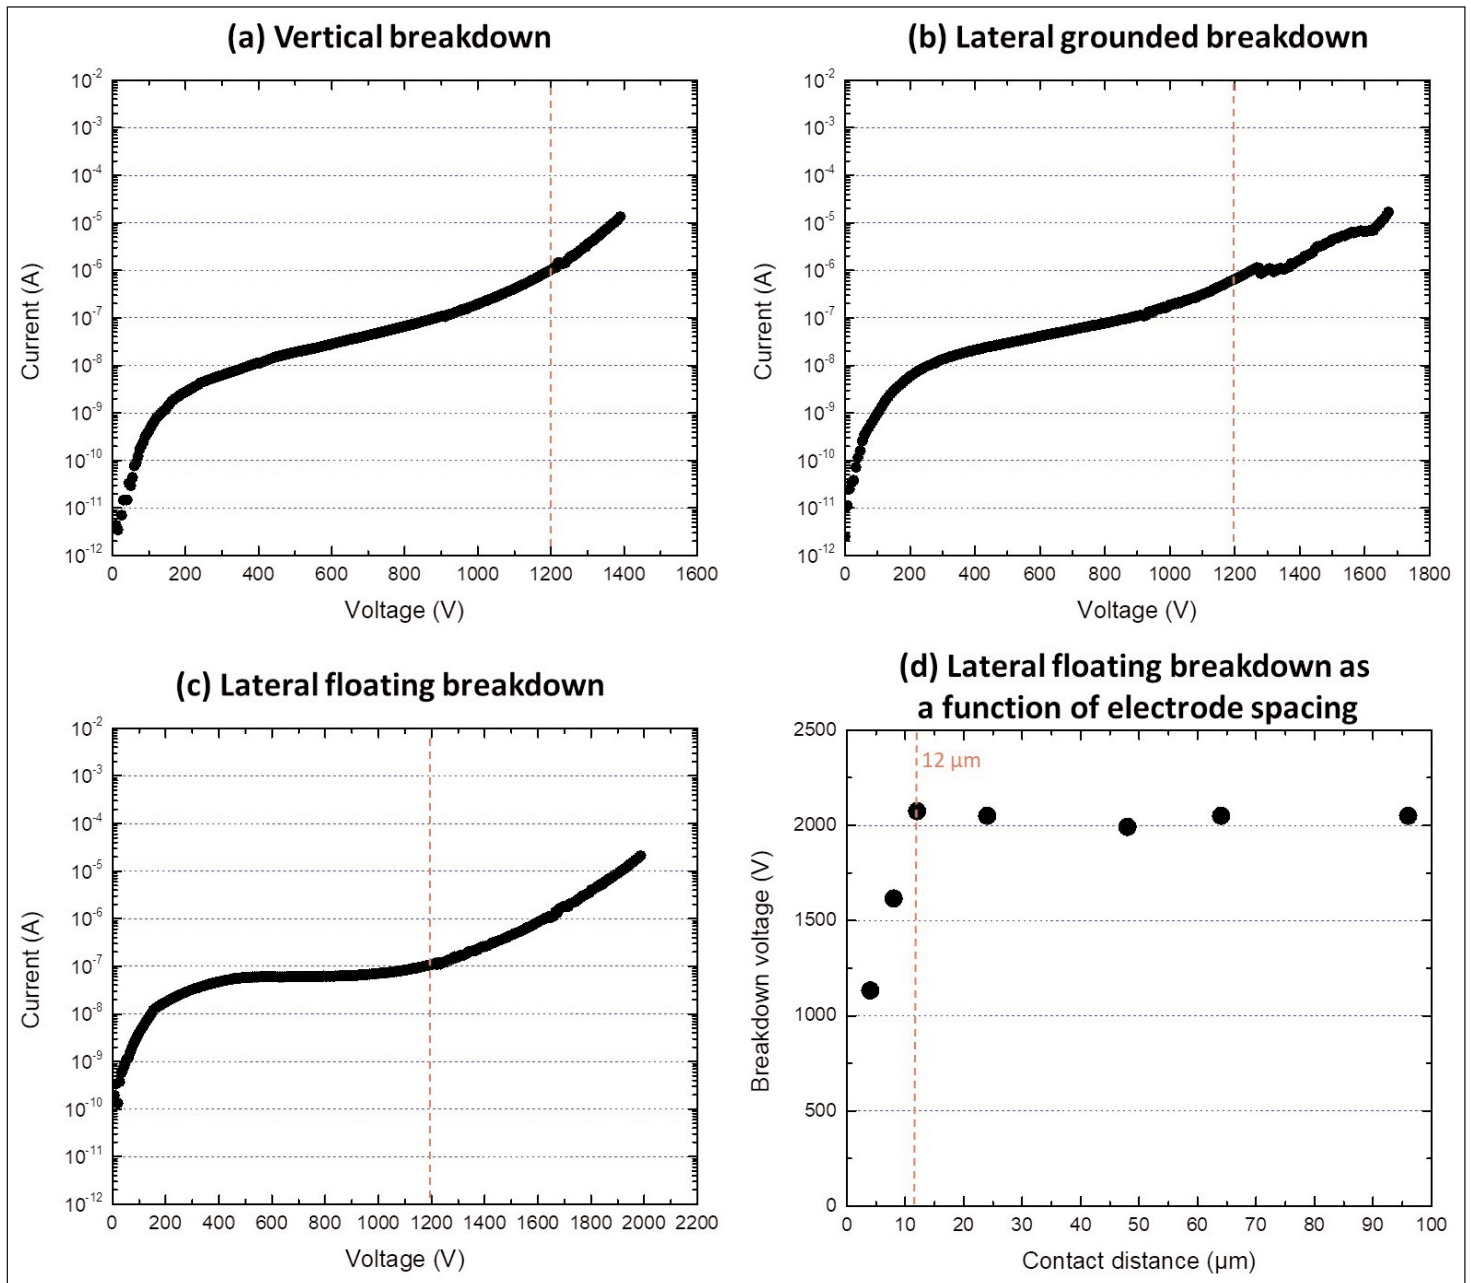 (a) Vertical breakdown
10⁻²
10⁻³
10⁻⁴
10⁻⁵
10⁻⁶
10⁻⁷
10⁻⁸
10⁻⁹
10⁻¹⁰
10⁻¹¹
10⁻¹²
Current (A)
0 200 400 600 800 1000 1200 1400 1600
Voltage (V)
(b) Lateral grounded breakdown
10⁻²
10⁻³
10⁻⁴
10⁻⁵
10⁻⁶
10⁻⁷
10⁻⁸
10⁻⁹
10⁻¹⁰
10⁻¹¹
10⁻¹²
Current (A)
0 200 400 600 800 1000 1200 1400 1600 1800
Voltage (V)
(c) Lateral floating breakdown
10⁻²
10⁻³
10⁻⁴
10⁻⁵
10⁻⁶
10⁻⁷
10⁻⁸
10⁻⁹
10⁻¹⁰
10⁻¹¹
10⁻¹²
Current (A)
0 200 400 600 800 1000 1200 1400 1600 1800 2000 2200
Voltage (V)
(d) Lateral floating breakdown as
a function of electrode spacing
2500
2000
1500
1000
500
0
12 µm
Breakdown voltage (V)
0 10 20 30 40 50 60 70 80 90 100
Contact distance (µm)